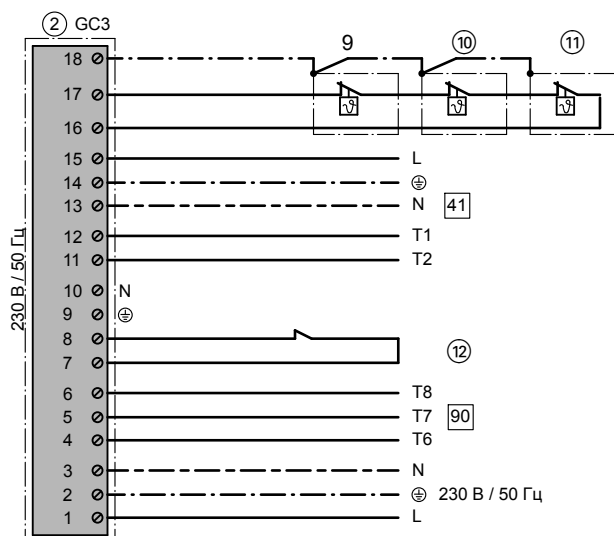 ② GC3
18 9 ⑩ ⑪
17
16
15 L
14
13 N 41
12 T1
11 T2
10 N
9
8
7 ⑫
6 T8
5 T7 90
4 T6
3 N
2 230 В / 50 Гц
1 L
230 В / 50 Гц
ϑ ϑ ϑ